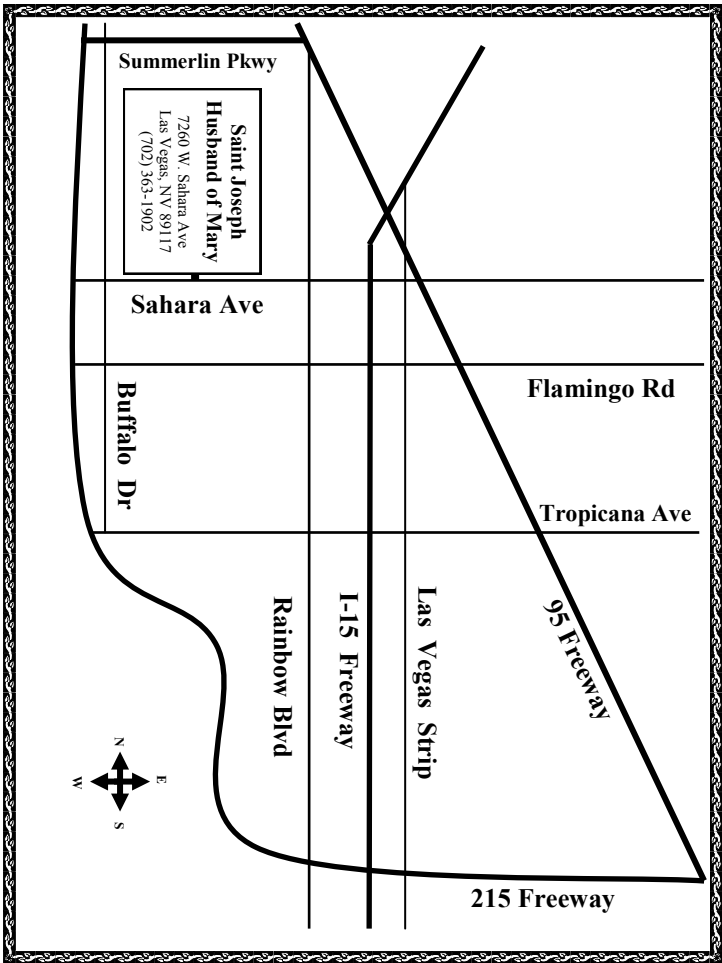 Summerlin Pkwy
Saint Joseph
Husband of Mary
7260 W. Sahara Ave
Las Vegas, NV 89117
(702) 363-1902
Sahara Ave
Flamingo Rd
Buffalo Dr
Tropicana Ave
Rainbow Blvd
I-15 Freeway
Las Vegas Strip
95 Freeway
N
W
E
S
215 Freeway